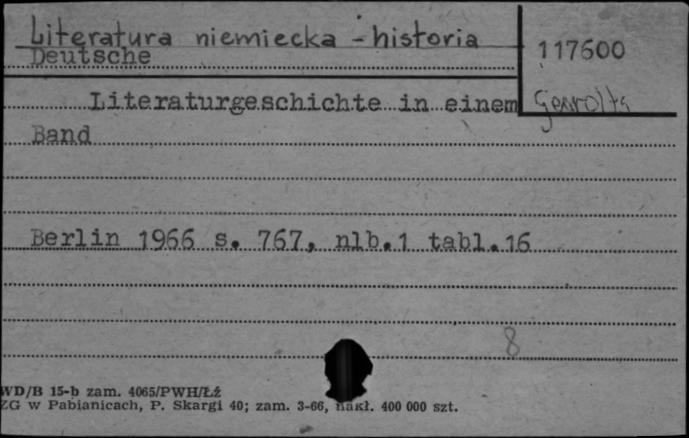 Literatura niemiecka - historia
Deutsche
117600
Literaturgeschichte in einem
Band
Berlin 1966 s. 767, nlb.1 tabl.16
8
WD/B 15-b zam. 4065/PWH/Łź
ZG w Pabianicach, P. Skargi 40; zam. 3-66, nakł. 400 000 szt.